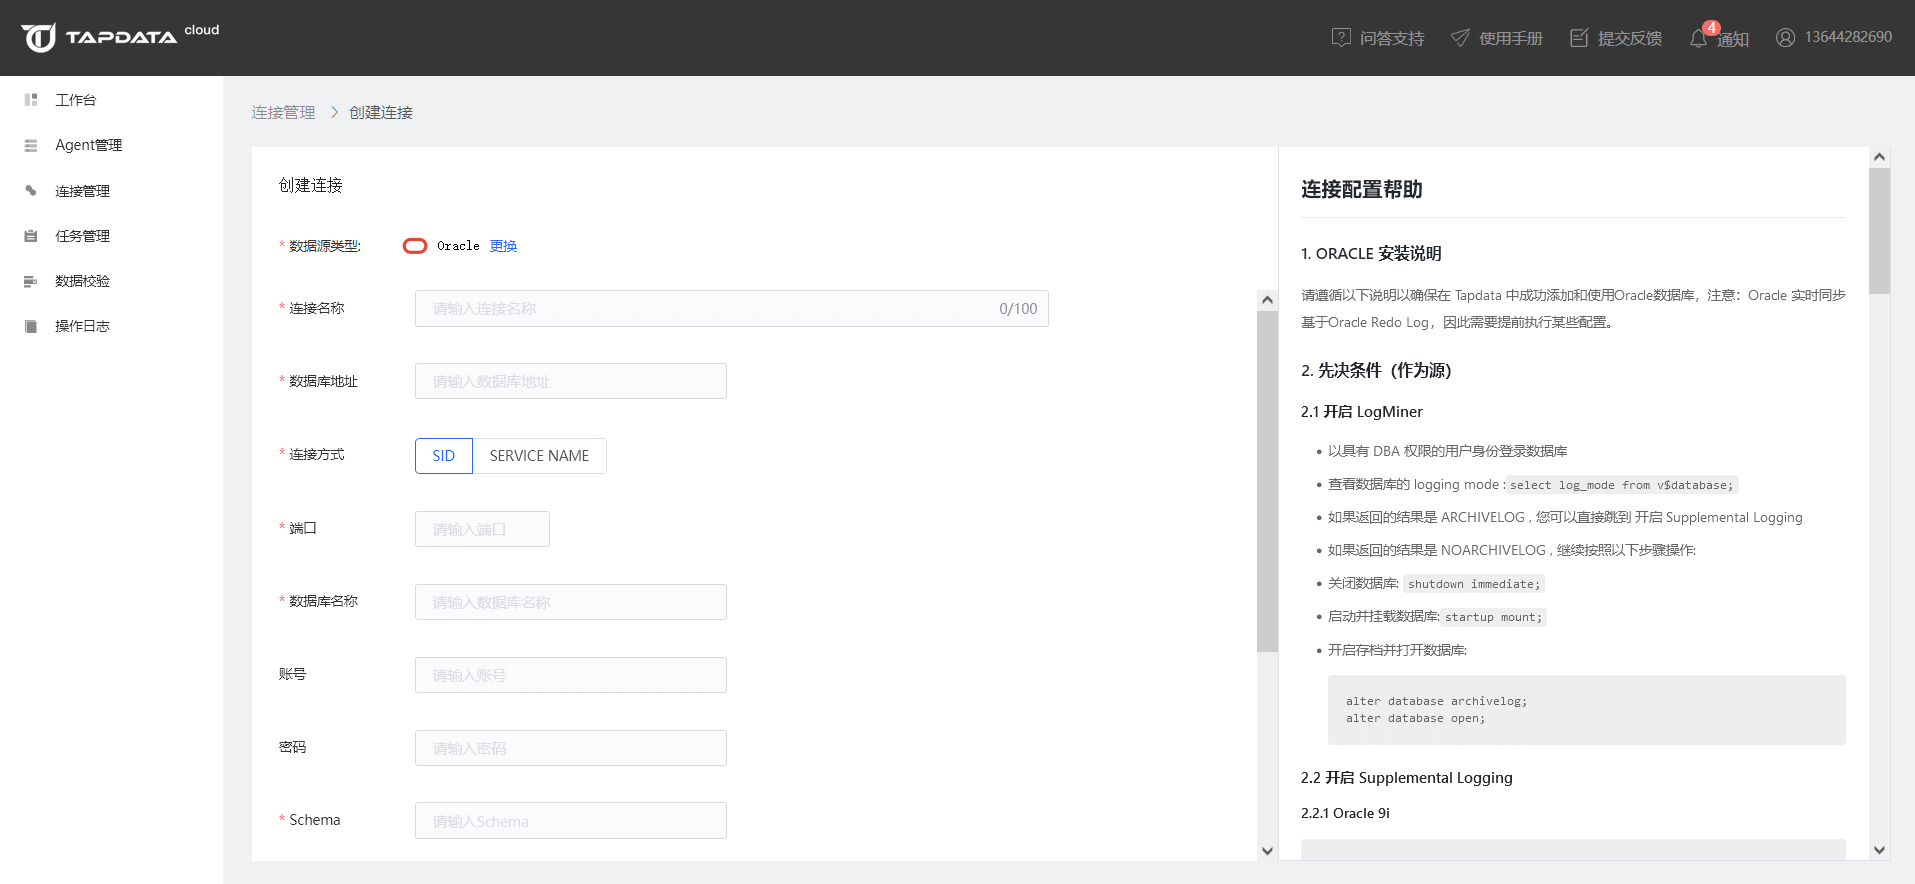 TAPDATA cloud
问答支持
使用手册
提交反馈
4
通知
13644282690
工作台
Agent管理
连接管理
任务管理
数据校验
操作日志
连接管理 > 创建连接
创建连接
* 数据源类型: Oracle 更换
* 连接名称 请输入连接名称 0/100
* 数据库地址 请输入数据库地址
* 连接方式 SID SERVICE NAME
* 端口 请输入端口
* 数据库名称 请输入数据库名称
账号 请输入账号
密码 请输入密码
* Schema 请输入Schema
连接配置帮助
1. ORACLE 安装说明
请遵循以下说明以确保在 Tapdata 中成功添加和使用Oracle数据库，注意：Oracle 实时同步
基于Oracle Redo Log，因此需要提前执行某些配置。
2. 先决条件（作为源）
2.1 开启 LogMiner
• 以具有 DBA 权限的用户身份登录数据库
• 查看数据库的 logging mode : select log_mode from v$database;
• 如果返回的结果是 ARCHIVELOG , 您可以直接跳到 开启 Supplemental Logging
• 如果返回的结果是 NOARCHIVELOG , 继续按照以下步骤操作:
• 关闭数据库: shutdown immediate;
• 启动并挂载数据库: startup mount;
• 开启存档并打开数据库:
alter database archivelog;
alter database open;
2.2 开启 Supplemental Logging
2.2.1 Oracle 9i